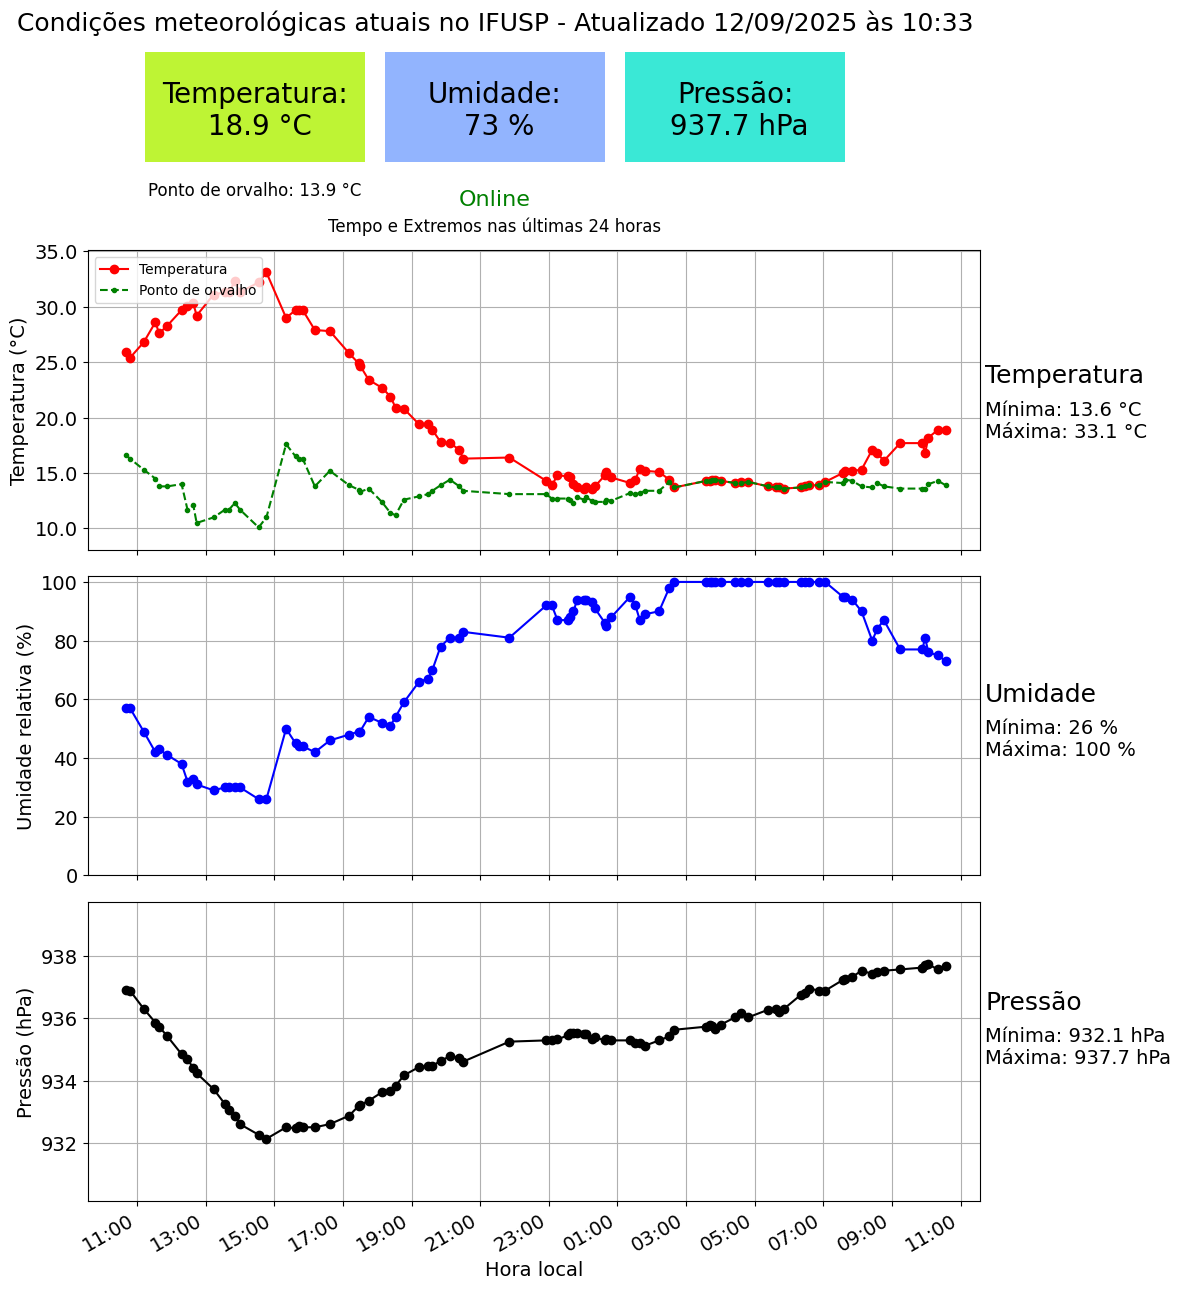 Condições meteorológicas atuais no IFUSP - Atualizado 12/09/2025 às 10:33
Temperatura:
18.9 °C
Umidade:
73 %
Pressão:
937.7 hPa
Ponto de orvalho: 13.9 °C
Online
Tempo e Extremos nas últimas 24 horas
Temperatura (°C)
35.0
30.0
25.0
20.0
15.0
10.0
Temperatura
Ponto de orvalho
Temperatura
Mínima: 13.6 °C
Máxima: 33.1 °C
Umidade relativa (%)
100
80
60
40
20
0
Umidade
Mínima: 26 %
Máxima: 100 %
Pressão (hPa)
938
936
934
932
Pressão
Mínima: 932.1 hPa
Máxima: 937.7 hPa
11:00 13:00 15:00 17:00 19:00 21:00 23:00 01:00 03:00 05:00 07:00 09:00 11:00
Hora local